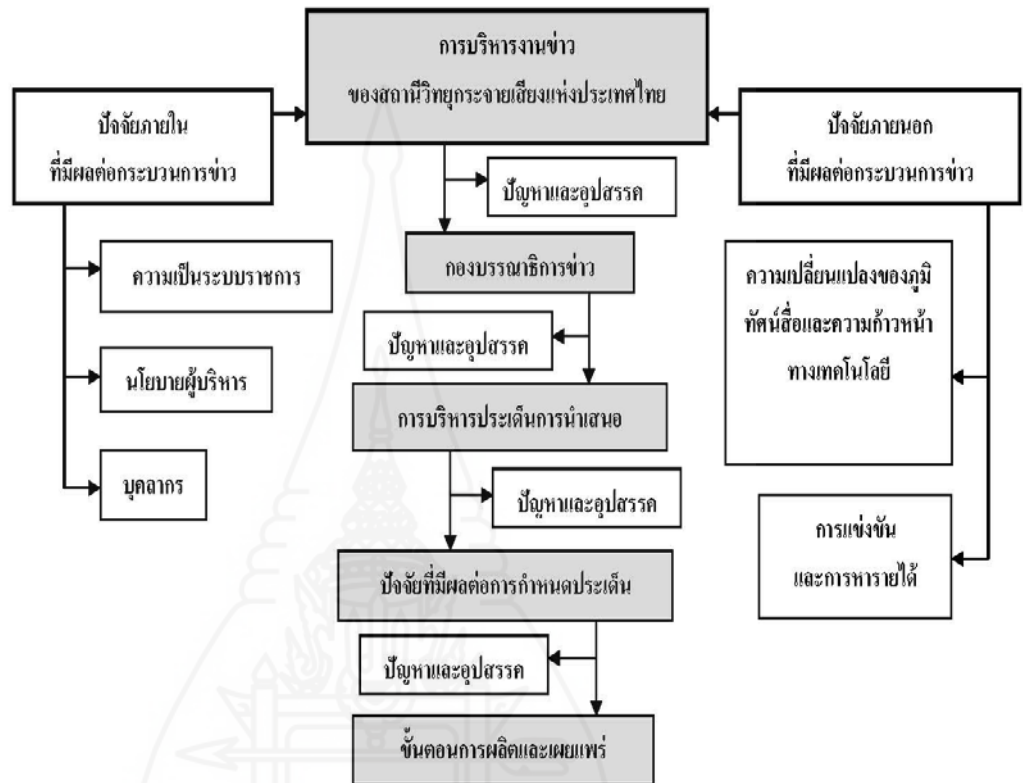 การบริหารงานข่าว
ของสถานีวิทยุกระจายเสียงแห่งประเทศไทย
ปัจจัยภายใน
ที่มีผลต่อกระบวนการข่าว
ปัจจัยภายนอก
ที่มีผลต่อกระบวนการข่าว
ปัญหาและอุปสรรค
กองบรรณาธิการข่าว
ความเป็นระบบราชการ
ความเปลี่ยนแปลงของภูมิ
ทัศน์สื่อและความก้าวหน้า
ทางเทคโนโลยี
ปัญหาและอุปสรรค
นโยบายผู้บริหาร
การบริหารประเด็นการนำเสนอ
บุคลากร
ปัญหาและอุปสรรค
การแข่งขัน
และการหารายได้
ปัจจัยที่มีผลต่อการกำหนดประเด็น
ปัญหาและอุปสรรค
ขั้นตอนการผลิตและเผยแพร่